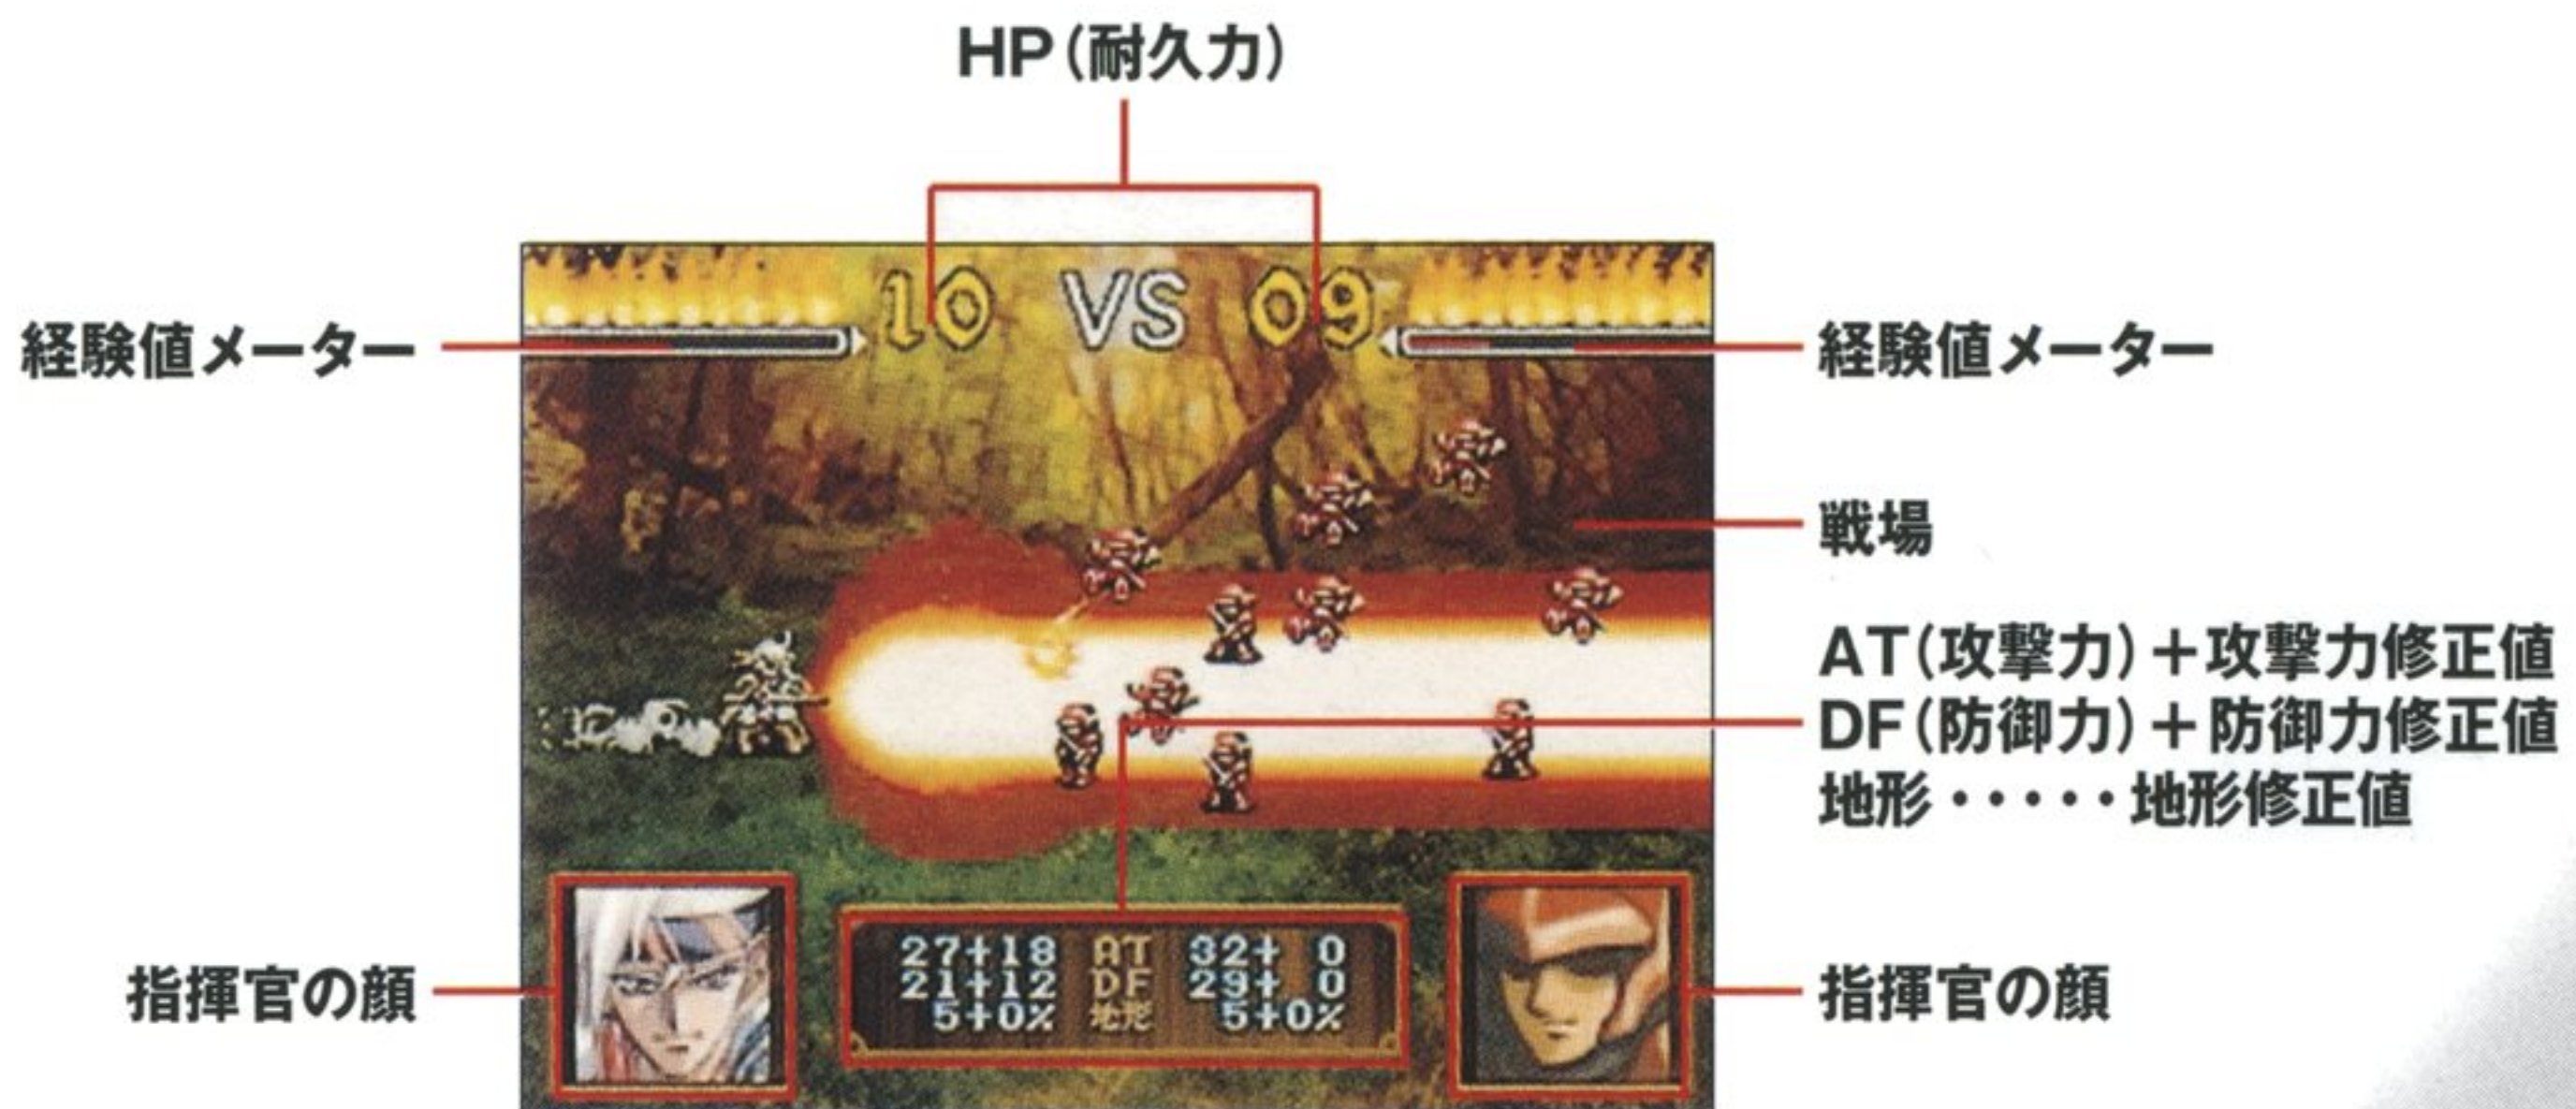 HP(耐久力)
10 VS 09
経験値メーター
経験値メーター
戦場
AT(攻撃力)+攻撃力修正値
DF(防御力)+防御力修正値
地形・・・・・地形修正値
指揮官の顔
27+18 AT 32+ 0
21+12 DF 29+ 0
5+0% 地形 5+0%
指揮官の顔